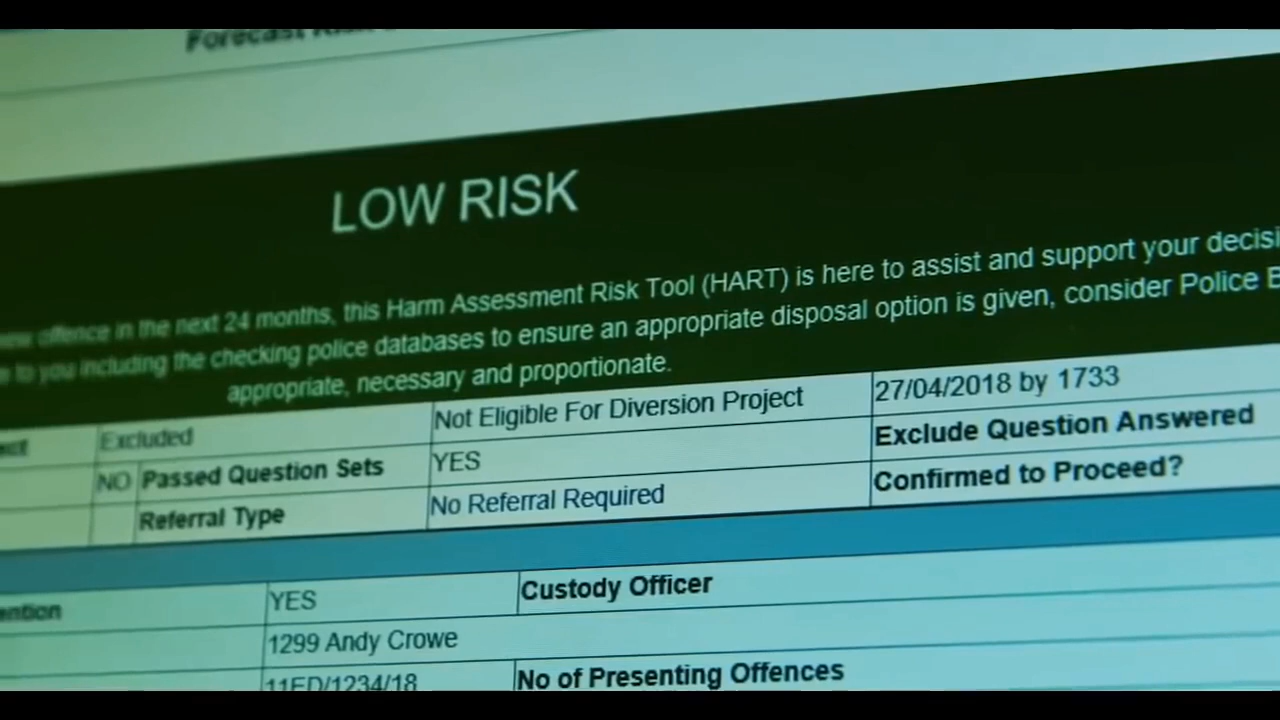 Forecast
LOW RISK
offence in the next 24 months, this Harm Assessment Risk Tool (HART) is here to assist and support your decisi
to you including the checking police databases to ensure an appropriate disposal option is given, consider Police
appropriate, necessary and proportionate.
Excluded Not Eligible For Diversion Project 27/04/2018 by 1733
NO Passed Question Sets YES Exclude Question Answered
Referral Type No Referral Required Confirmed to Proceed?
YES Custody Officer
1299 Andy Crowe
11ED/1234/18 No of Presenting Offences